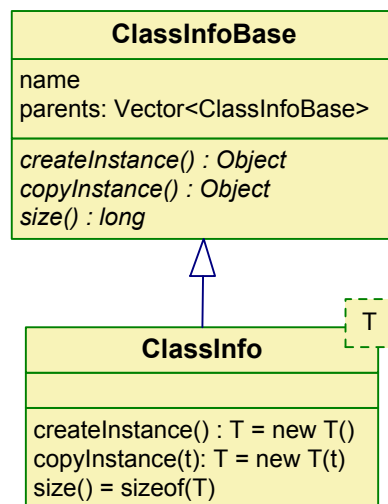 ClassInfoBase
name
parents: Vector<ClassInfoBase>
createInstance() : Object
copyInstance() : Object
size() : long
T
ClassInfo
createInstance() : T = new T()
copyInstance(t): T = new T(t)
size() = sizeof(T)